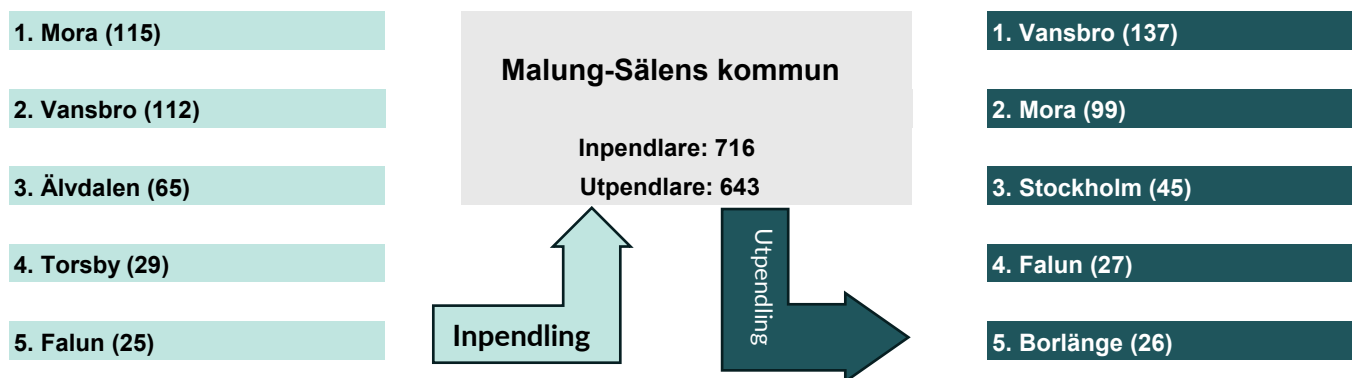 1. Mora (115)
2. Vansbro (112)
3. Älvdalen (65)
4. Torsby (29)
5. Falun (25)
Malung-Sälens kommun
Inpendlare: 716
Utpendlare: 643
Inpendling
Utpendling
1. Vansbro (137)
2. Mora (99)
3. Stockholm (45)
4. Falun (27)
5. Borlänge (26)